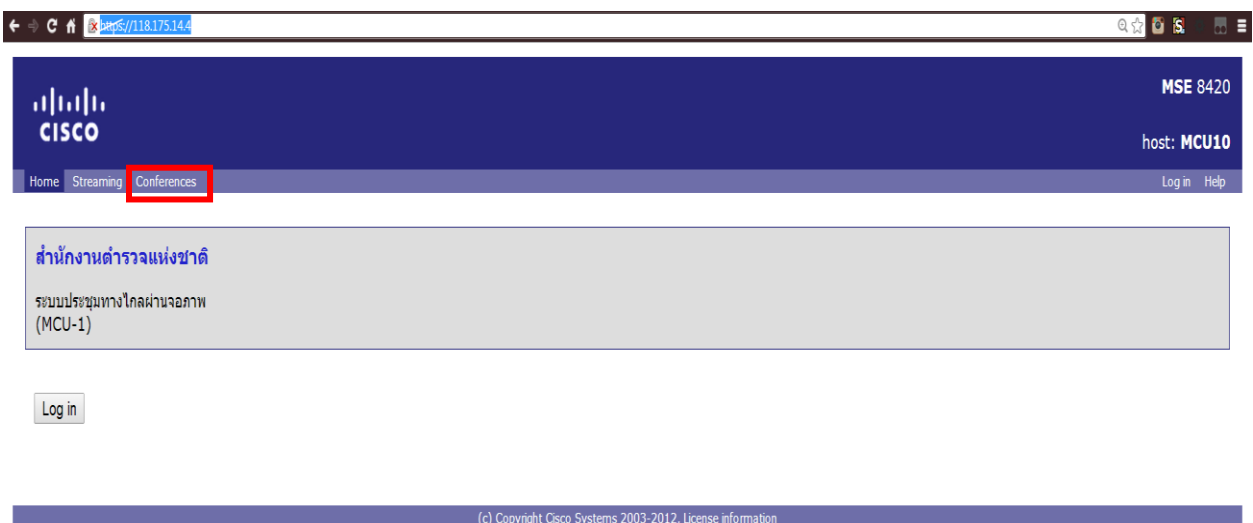 https://118.175.14.4
MSE 8420
CISCO
host: MCU10
Home Streaming Conferences Log in Help
สำนักงานตำรวจแห่งชาติ
ระบบประชุมทางไกลผ่านจอภาพ
(MCU-1)
Log in
(c) Copyright Cisco Systems 2003-2012, License information